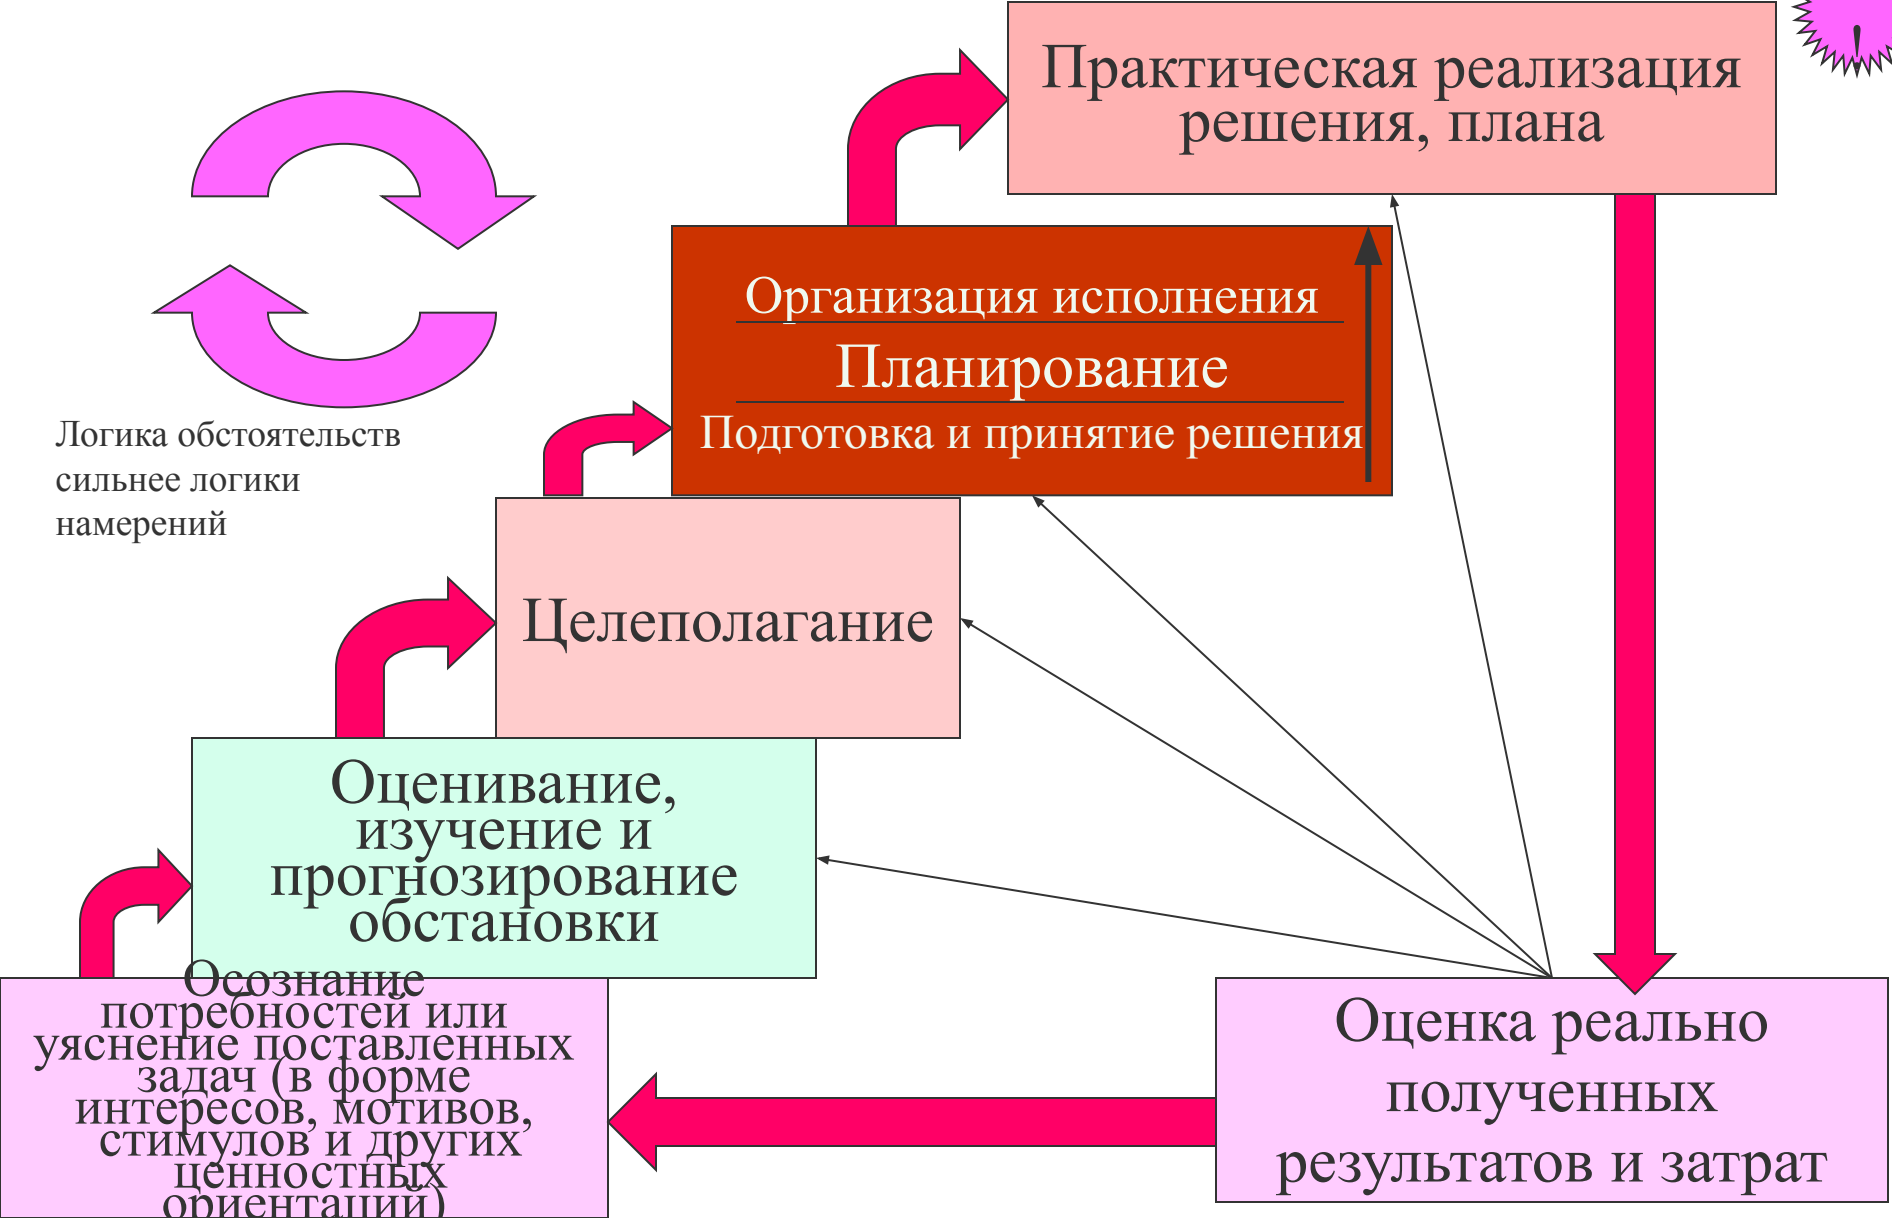 Практическая реализация
решения, плана
!
Организация исполнения
Планирование
Подготовка и принятие решения
Логика обстоятельств
сильнее логики
намерений
Целеполагание
Оценивание,
изучение и
прогнозирование
обстановки
Осознание
потребностей или
уяснение поставленных
задач (в форме
интересов, мотивов,
стимулов и других
ценностных
ориентаций)
Оценка реально
полученных
результатов и затрат